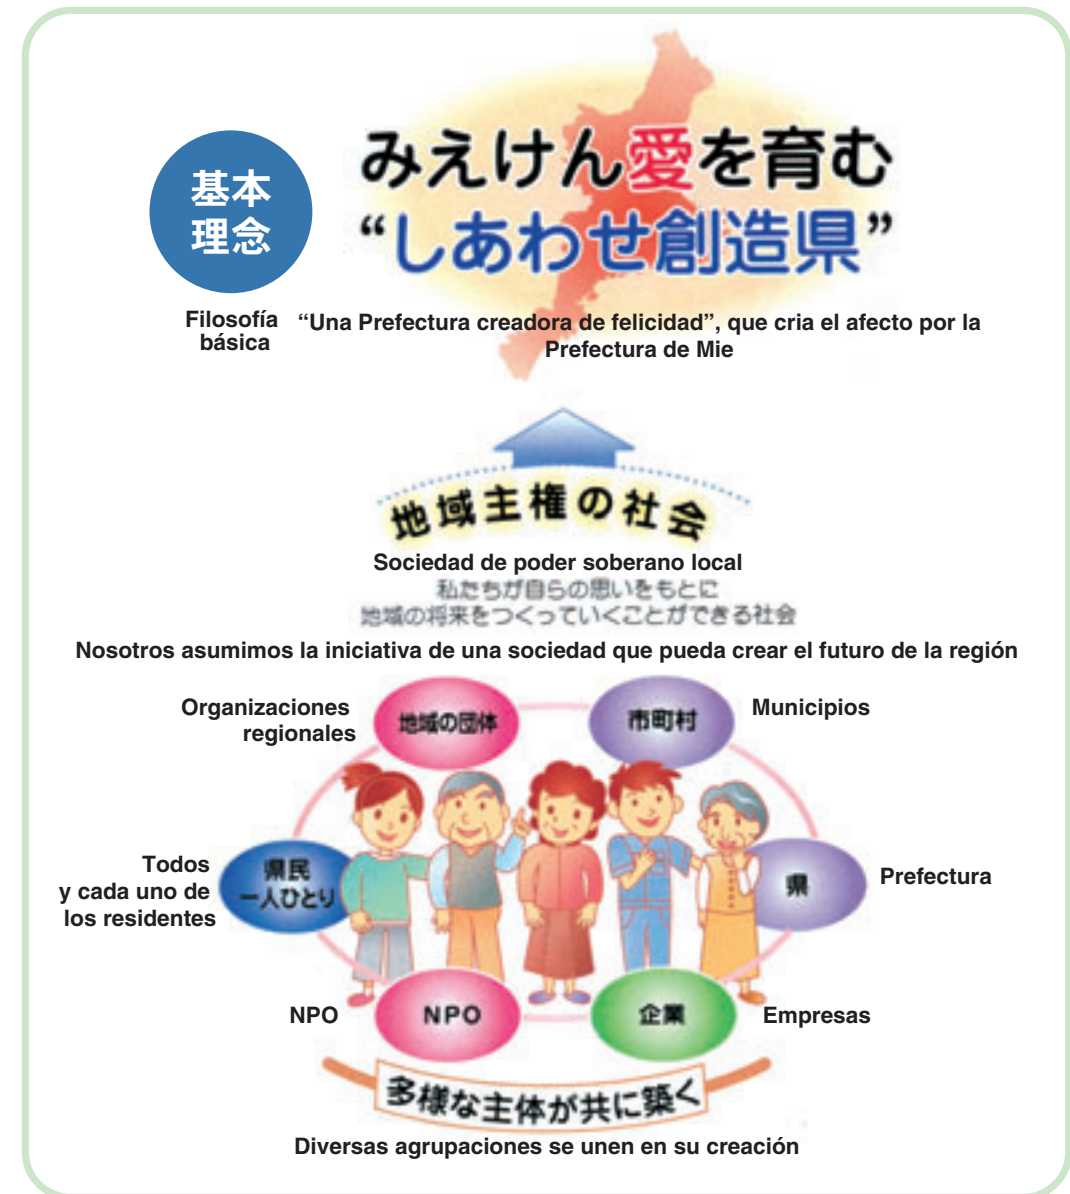 みえけん愛を育む
“しあわせ創造県”
基本
理念
Filosofía
básica
“Una Prefectura creadora de felicidad”, que cria el afecto por la
Prefectura de Mie
地域主権の社会
Sociedad de poder soberano local
私たちが自らの思いをもとに
地域の将来をつくっていくことができる社会
Nosotros asumimos la iniciativa de una sociedad que pueda crear el futuro de la región
Organizaciones
regionales
地域の団体
市町村
Municipios
Todos
y cada uno de
los residentes
県民
一人ひとり
県
Prefectura
NPO
NPO
企業
Empresas
多様な主体が共に築く
Diversas agrupaciones se unen en su creación